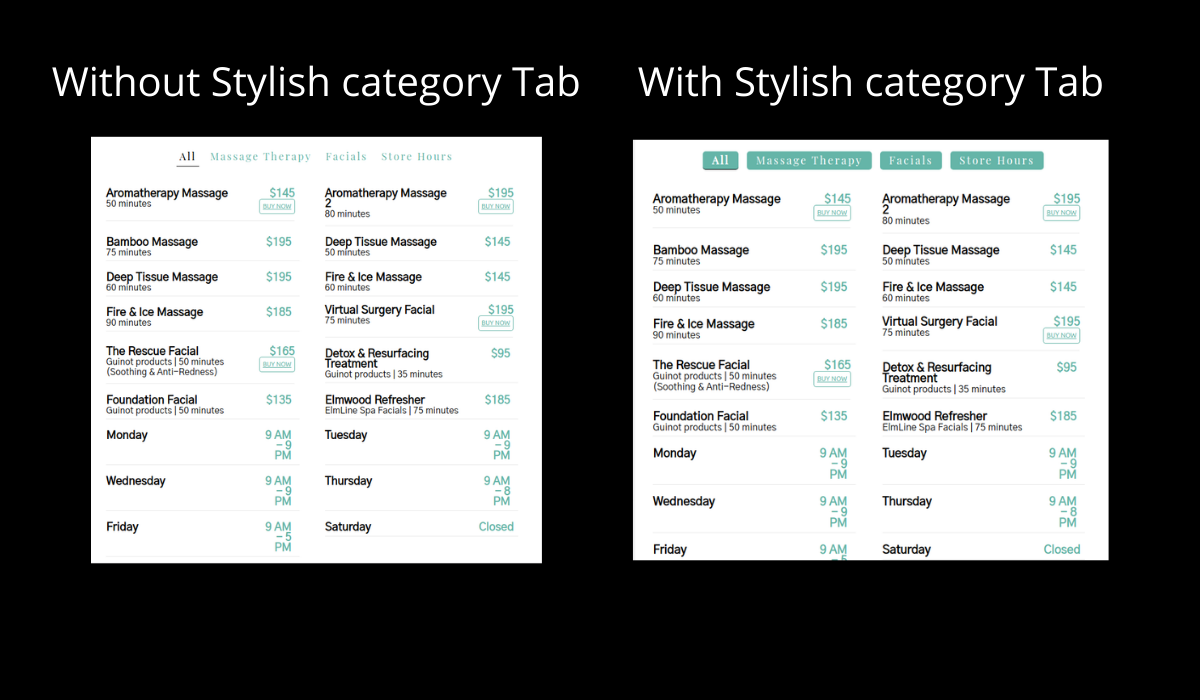 Without Stylish category Tab
All Massage Therapy Facials Store Hours
Aromatherapy Massage $145
50 minutes BUY NOW
Aromatherapy Massage $195
2 BUY NOW
80 minutes
Bamboo Massage $195
75 minutes
Deep Tissue Massage $145
50 minutes
Deep Tissue Massage $195
60 minutes
Fire & Ice Massage $145
60 minutes
Fire & Ice Massage $185
90 minutes
Virtual Surgery Facial $195
75 minutes BUY NOW
The Rescue Facial $165
Guinot products | 50 minutes BUY NOW
(Soothing & Anti-Redness)
Detox & Resurfacing $95
Treatment
Guinot products | 35 minutes
Foundation Facial $135
Guinot products | 50 minutes
Elmwood Refresher $185
ElmLine Spa Facials | 75 minutes
Monday 9 AM
– 9
PM
Tuesday 9 AM
– 9
PM
Wednesday 9 AM
– 9
PM
Thursday 9 AM
– 8
PM
Friday 9 AM
– 5
PM
Saturday Closed
With Stylish category Tab
All Massage Therapy Facials Store Hours
Aromatherapy Massage $145
50 minutes BUY NOW
Aromatherapy Massage $195
2 BUY NOW
80 minutes
Bamboo Massage $195
75 minutes
Deep Tissue Massage $145
50 minutes
Deep Tissue Massage $195
60 minutes
Fire & Ice Massage $145
60 minutes
Fire & Ice Massage $185
90 minutes
Virtual Surgery Facial $195
75 minutes BUY NOW
The Rescue Facial $165
Guinot products | 50 minutes BUY NOW
(Soothing & Anti-Redness)
Detox & Resurfacing $95
Treatment
Guinot products | 35 minutes
Foundation Facial $135
Guinot products | 50 minutes
Elmwood Refresher $185
ElmLine Spa Facials | 75 minutes
Monday 9 AM
– 9
PM
Tuesday 9 AM
– 9
PM
Wednesday 9 AM
– 9
PM
Thursday 9 AM
– 8
PM
Friday 9 AM
Saturday Closed